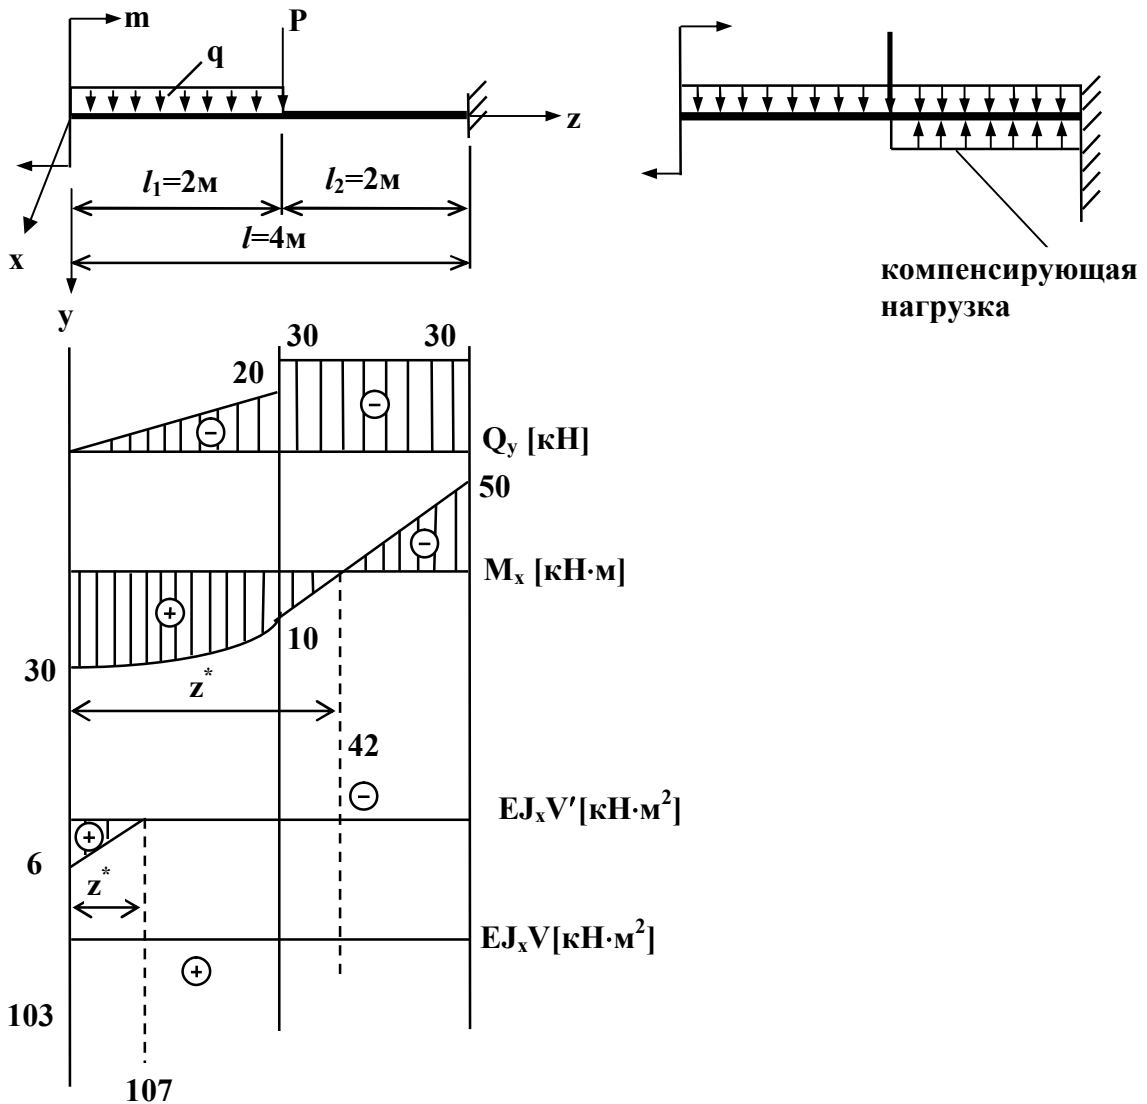 m
P
q
z
l₁=2м
l₂=2м
l=4м
x
y
компенсирующая
нагрузка
30
30
20
−
−
Qy [кН]
50
−
Mx [кН·м]
+
10
30
z*
42
−
EJxV′[кН·м²]
+
6
z*
EJxV[кН·м²]
+
103
107